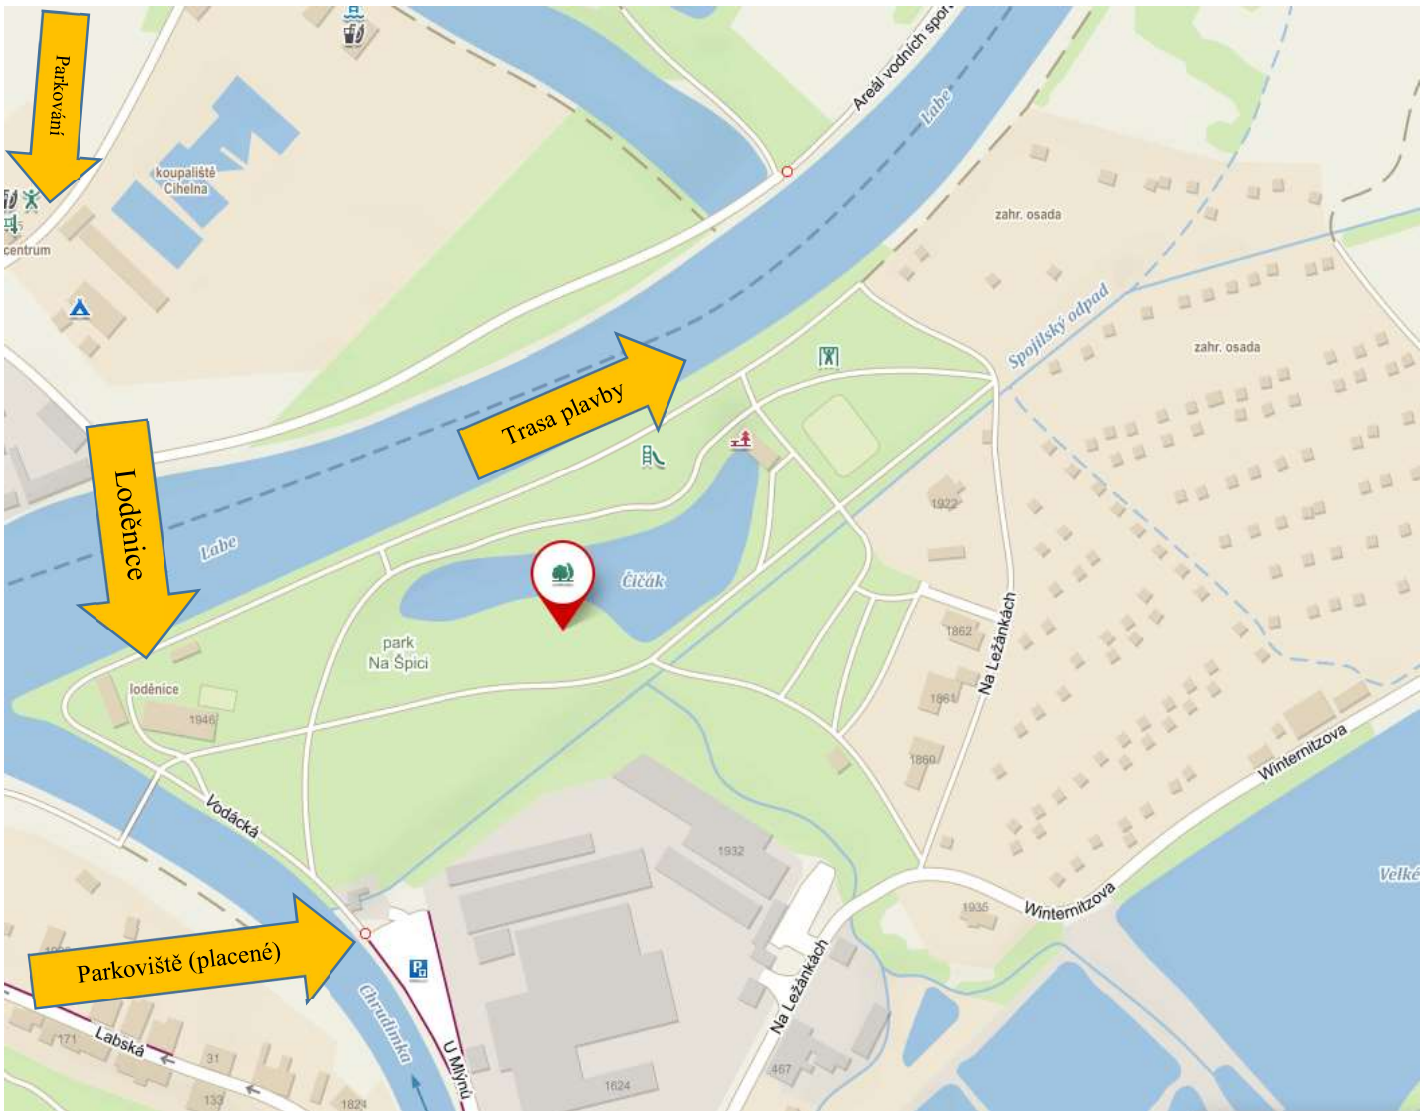 Parkování
Areál vodních spor
Labe
koupaliště
Cihelna
centrum
zahr. osada
Spojilský odpad
zahr. osada
Trasa plavby
Loděnice
Labe
1922
Čičák
park
Na Špici
1862
Na Ležánkách
loděnice
1861
1946
1860
Winternitzova
Vodácká
1932
Velké
1935
Winternitzova
Parkoviště (placené)
P
Na Ležánkách
Chrudimka
Labská
171
31
U Mlýnů
467
1624
133
1824